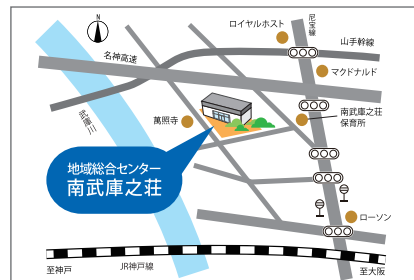 N
ロイヤルホスト
尼宝線
山手幹線
名神高速
マクドナルド
武庫川
萬照寺
南武庫之荘
保育所
地域総合センター
南武庫之荘
ローソン
至神戸
JR神戸線
至大阪